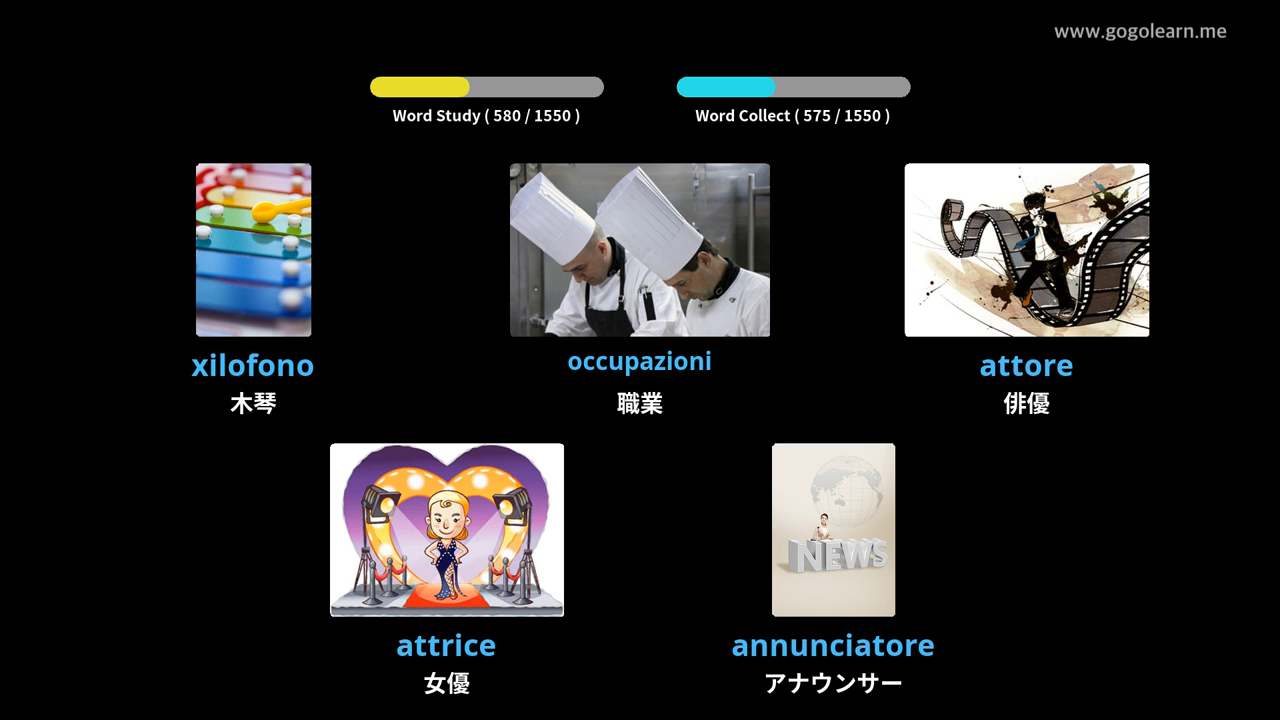 www.gogolearn.me
Word Study ( 580 / 1550 )
Word Collect ( 575 / 1550 )
xilofono
木琴
occupazioni
職業
attore
俳優
NEWS
attrice
女優
annunciatore
アナウンサー